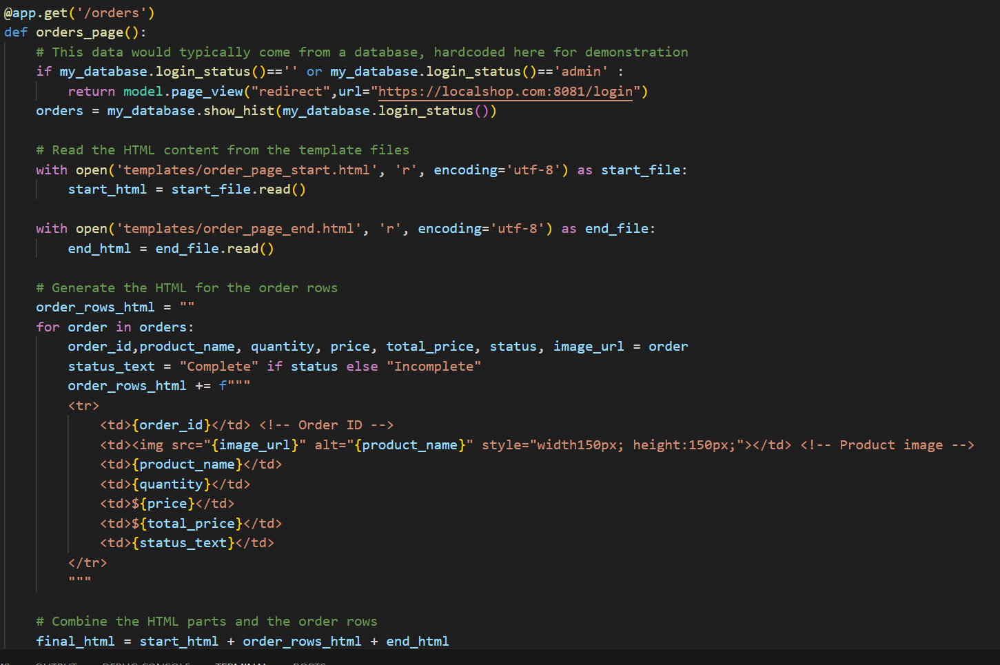 @app.get('/orders')
def orders_page():
    # This data would typically come from a database, hardcoded here for demonstration
    if my_database.login_status()=='' or my_database.login_status()=='admin' :
        return model.page_view("redirect",url="https://localshop.com:8081/login")
    orders = my_database.show_hist(my_database.login_status())

    # Read the HTML content from the template files
    with open('templates/order_page_start.html', 'r', encoding='utf-8') as start_file:
        start_html = start_file.read()

    with open('templates/order_page_end.html', 'r', encoding='utf-8') as end_file:
        end_html = end_file.read()

    # Generate the HTML for the order rows
    order_rows_html = ""
    for order in orders:
        order_id,product_name, quantity, price, total_price, status, image_url = order
        status_text = "Complete" if status else "Incomplete"
        order_rows_html += f"""
        <tr>
            <td>{order_id}</td> <!-- Order ID -->
            <td><img src="{image_url}" alt="{product_name}" style="width150px; height:150px;"></td> <!-- Product image -->
            <td>{product_name}</td>
            <td>{quantity}</td>
            <td>${price}</td>
            <td>${total_price}</td>
            <td>{status_text}</td>
        </tr>
        """

    # Combine the HTML parts and the order rows
    final_html = start_html + order_rows_html + end_html
OUTPUT DEBUG CONSOLE TERMINAL PORTS